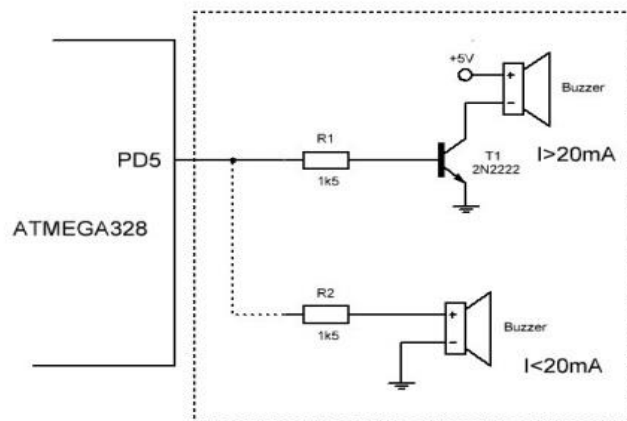 +5V
+
-
Buzzer
PD5
R1
1k5
T1
2N2222
I>20mA
ATMEGA328
R2
1k5
+
-
Buzzer
I<20mA